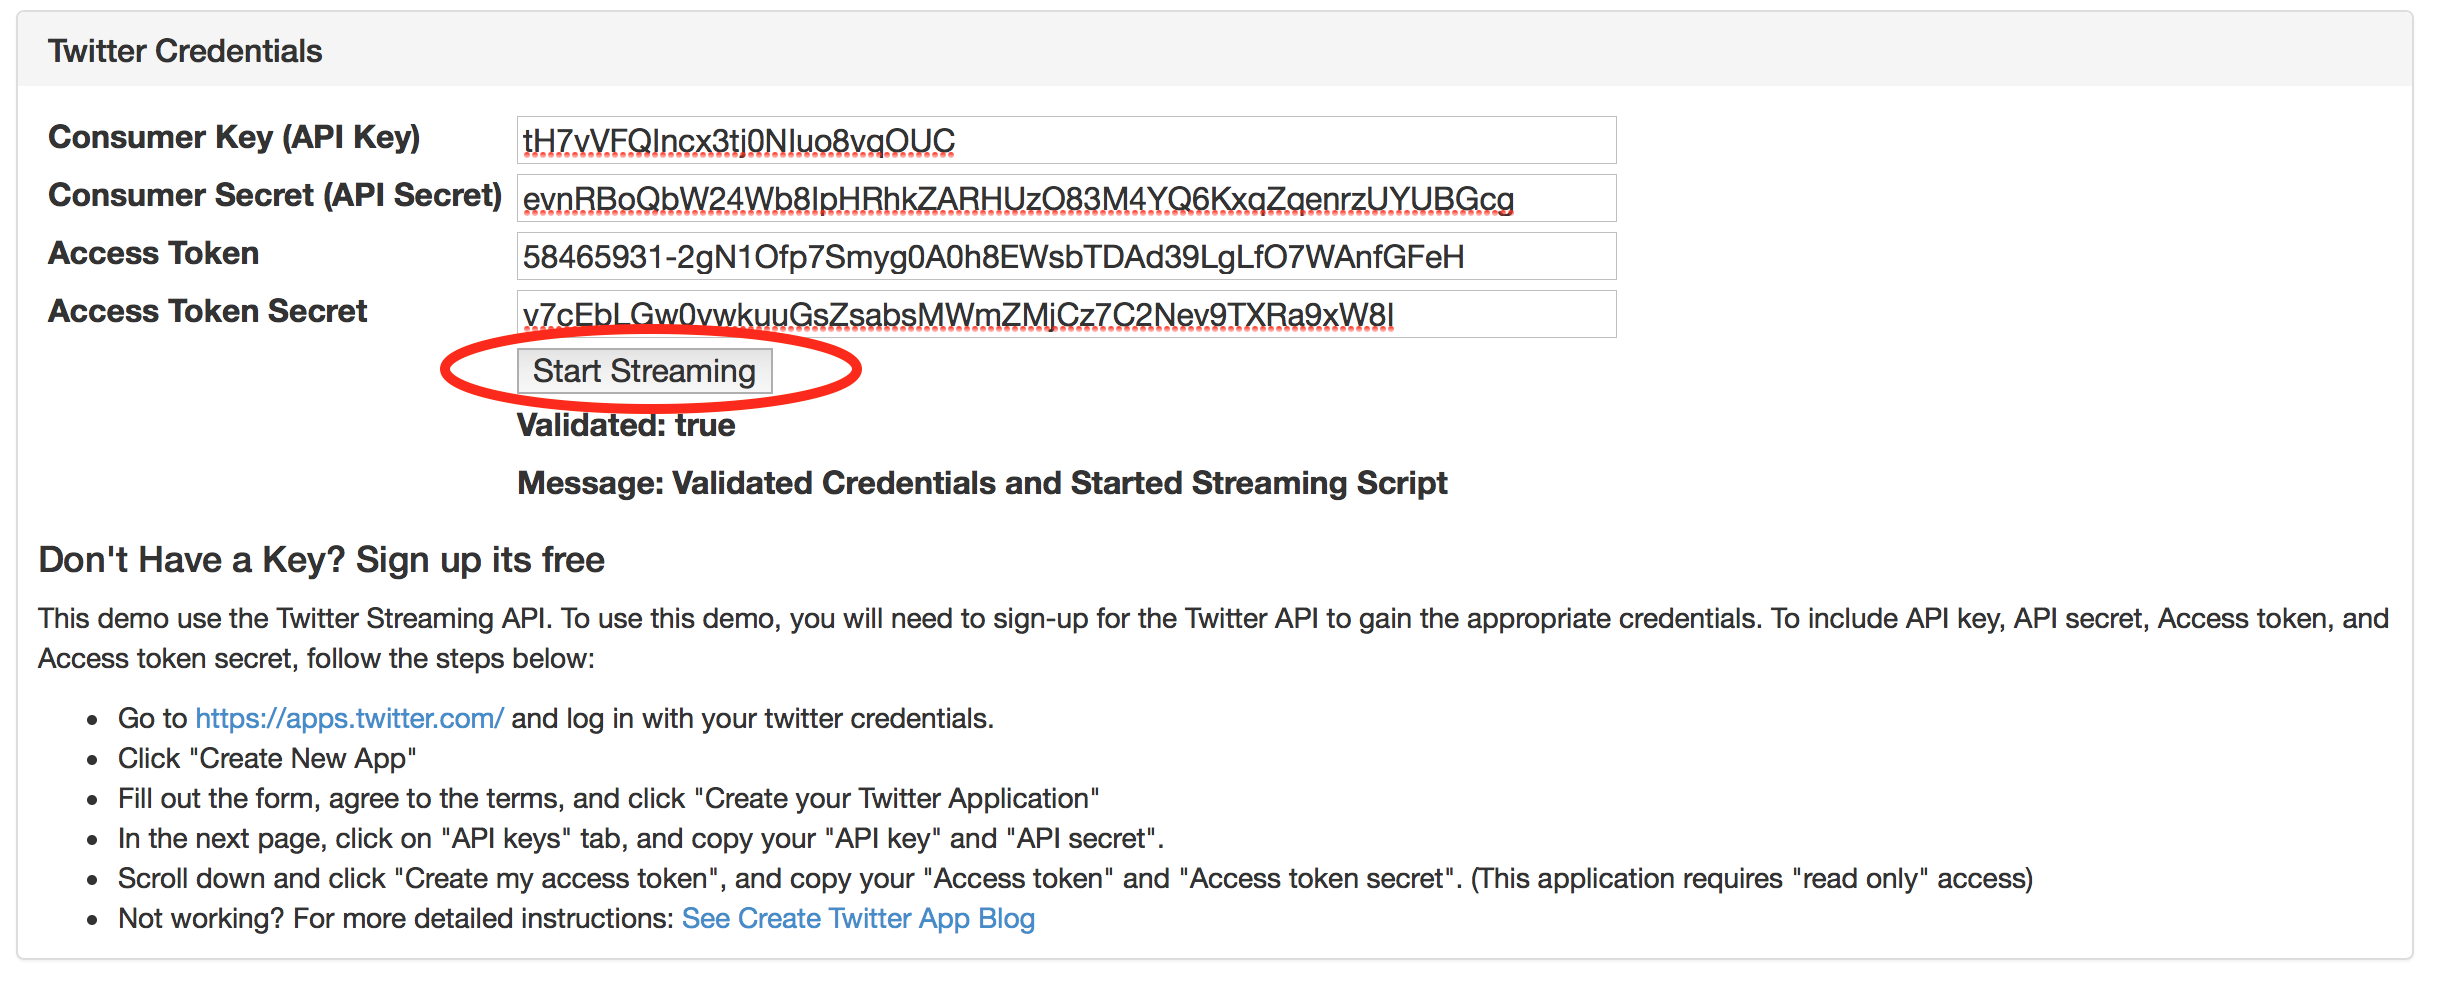 Twitter Credentials
Consumer Key (API Key) tH7vVFQIncx3tj0NIuo8vqOUC
Consumer Secret (API Secret) evnRBoQbW24Wb8IpHRhkZARHUzO83M4YQ6KxqZqenrzUYUBGcg
Access Token 58465931-2gN1Ofp7Smyg0A0h8EWsbTDAd39LgLfO7WAnfGFeH
Access Token Secret v7cEbLGw0vwkuuGsZsabsMWmZMjCz7C2Nev9TXRa9xW8I
Start Streaming
Validated: true
Message: Validated Credentials and Started Streaming Script
Don't Have a Key? Sign up its free
This demo use the Twitter Streaming API. To use this demo, you will need to sign-up for the Twitter API to gain the appropriate credentials. To include API key, API secret, Access token, and
Access token secret, follow the steps below:
• Go to https://apps.twitter.com/ and log in with your twitter credentials.
• Click "Create New App"
• Fill out the form, agree to the terms, and click "Create your Twitter Application"
• In the next page, click on "API keys" tab, and copy your "API key" and "API secret".
• Scroll down and click "Create my access token", and copy your "Access token" and "Access token secret". (This application requires "read only" access)
• Not working? For more detailed instructions: See Create Twitter App Blog